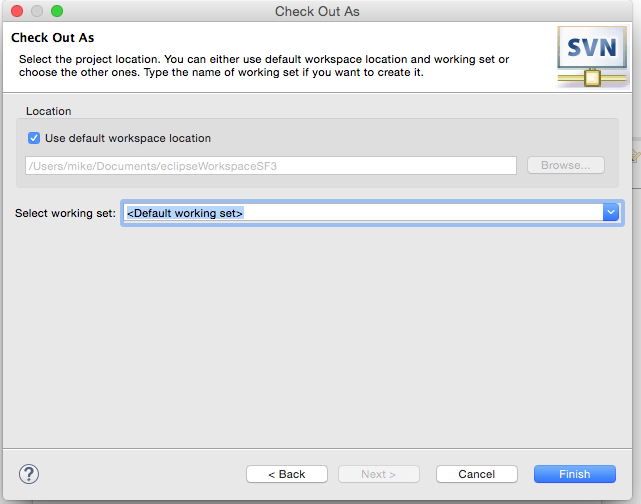 Check Out As
Check Out As
Select the project location. You can either use default workspace location and working set or
choose the other ones. Type the name of working set if you want to create it.
SVN
Location
Use default workspace location
/Users/mike/Documents/eclipseWorkspaceSF3
Browse...
Select working set: <Default working set>
?
< Back
Next >
Cancel
Finish